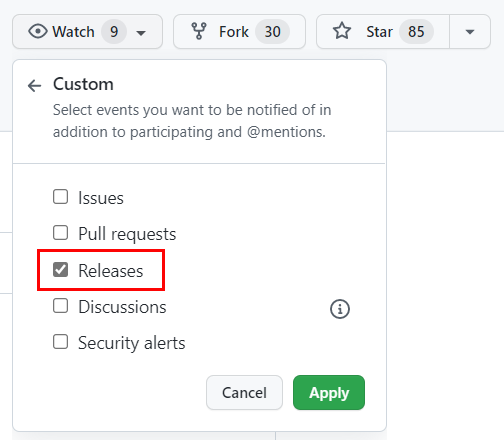 Watch 9 Fork 30 Star 85
Custom
Select events you want to be notified of in
addition to participating and @mentions.
Issues
Pull requests
Releases
Discussions
Security alerts
Cancel Apply